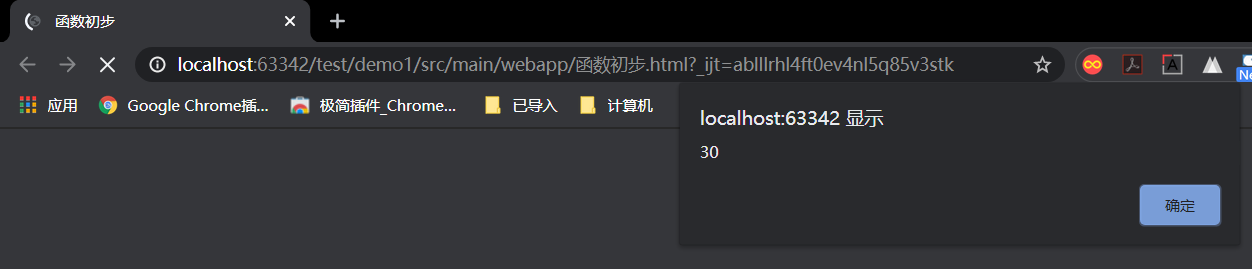 函数初步
localhost:63342/test/demo1/src/main/webapp/函数初步.html?_ijt=ablllrhl4ft0ev4nl5q85v3stk
应用 Google Chrome插... 极简插件_Chrome... 已导入 计算机
localhost:63342 显示
30
确定